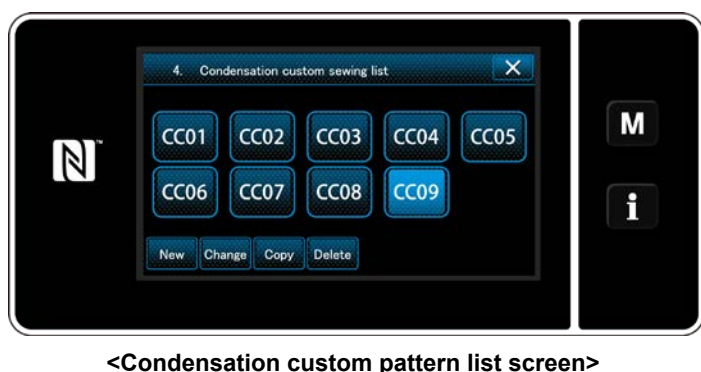 4. Condensation custom sewing list X
CC01 CC02 CC03 CC04 CC05
M
CC06 CC07 CC08 CC09
N
i
New Change Copy Delete
<Condensation custom pattern list screen>